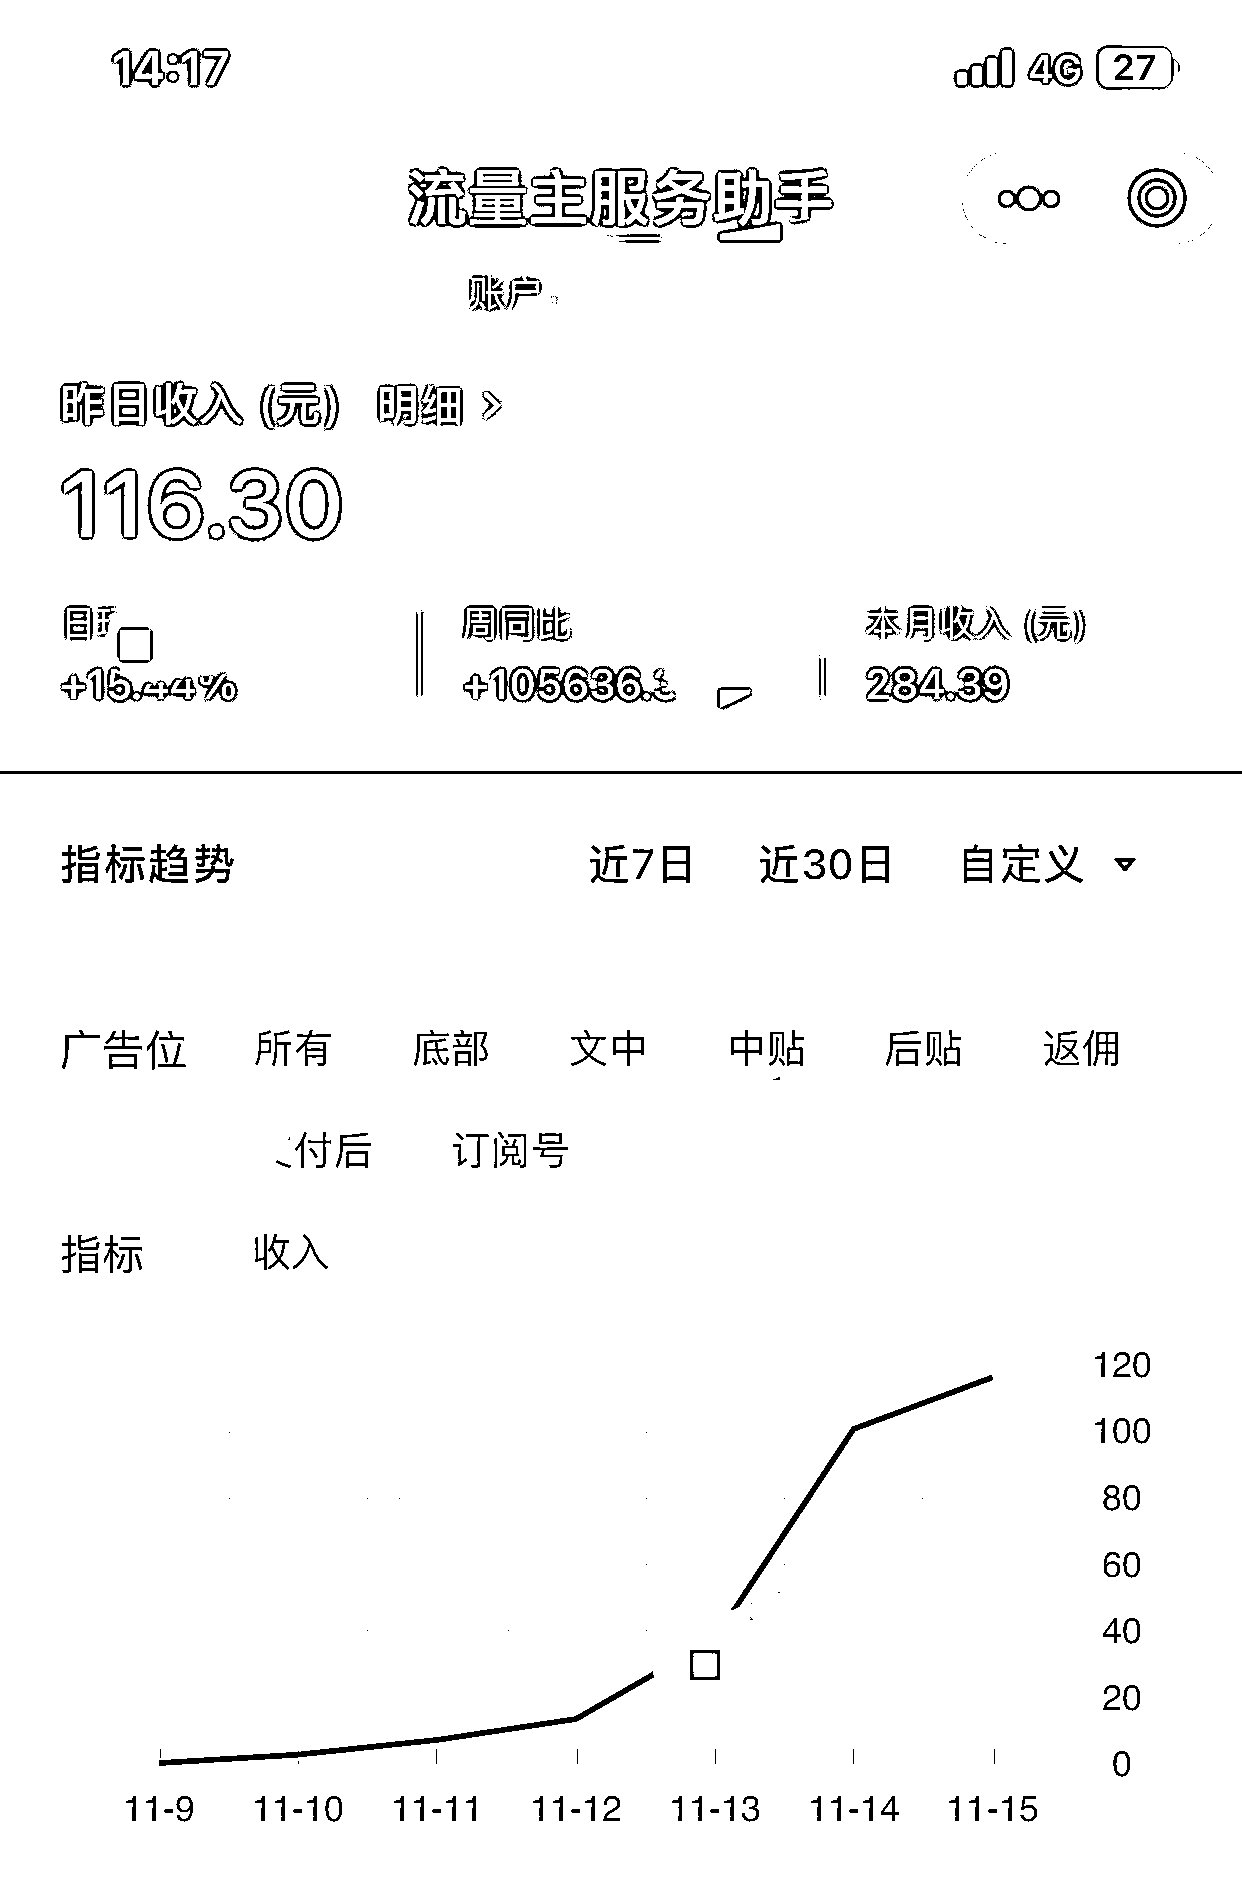 14:17 4G 27
流量主服务助手
账户
昨日收入 (元) 明细 >
116.30
周同比 本月收入 (元)
+15.44% +105636. 284.39
指标趋势 近7日 近30日 自定义
广告位 所有 底部 文中 中贴 后贴 返佣
付后 订阅号
指标 收入
120
100
80
60
40
20
0
11-9 11-10 11-11 11-12 11-13 11-14 11-15